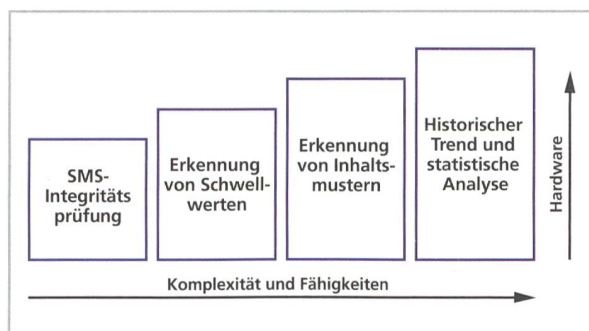 SMS-
Integritäts
prüfung
Erkennung
von Schwell-
werten
Erkennung
von Inhalts-
mustern
Historischer
Trend und
statistische
Analyse
Hardware
Komplexität und Fähigkeiten